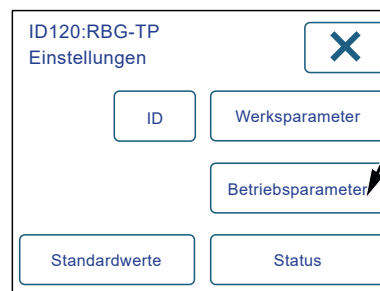 ID120:RBG-TP
Einstellungen
ID
Werksparameter
Betriebsparameter
Standardwerte
Status